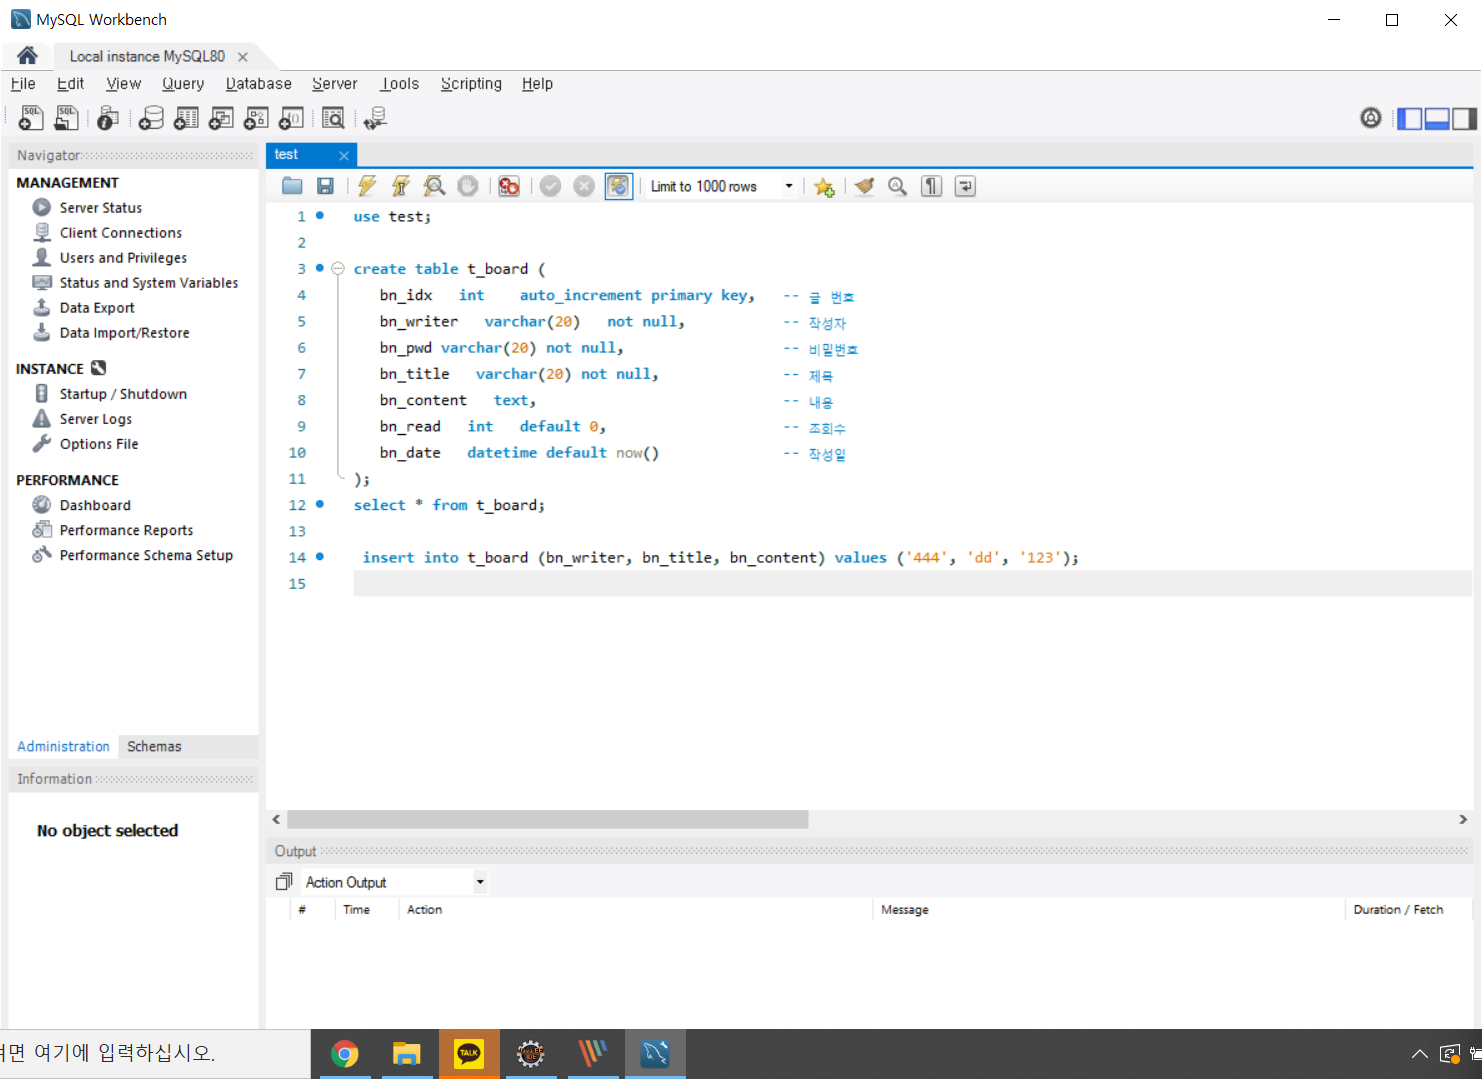 MySQL Workbench
Local instance MySQL80
File Edit View Query Database Server Tools Scripting Help
Navigator
MANAGEMENT
Server Status
Client Connections
Users and Privileges
Status and System Variables
Data Export
Data Import/Restore
INSTANCE
Startup / Shutdown
Server Logs
Options File
PERFORMANCE
Dashboard
Performance Reports
Performance Schema Setup
Administration Schemas
Information
No object selected
test
Limit to 1000 rows
1 use test;
2
3 create table t_board (
4 bn_idx int auto_increment primary key, -- 글 번호
5 bn_writer varchar(20) not null, -- 작성자
6 bn_pwd varchar(20) not null, -- 비밀번호
7 bn_title varchar(20) not null, -- 제목
8 bn_content text, -- 내용
9 bn_read int default 0, -- 조회수
10 bn_date datetime default now() -- 작성일
11 );
12 select * from t_board;
13
14 insert into t_board (bn_writer, bn_title, bn_content) values ('444', 'dd', '123');
15
Output
Action Output
# Time Action Message Duration / Fetch
면 여기에 입력하십시오.
TALK